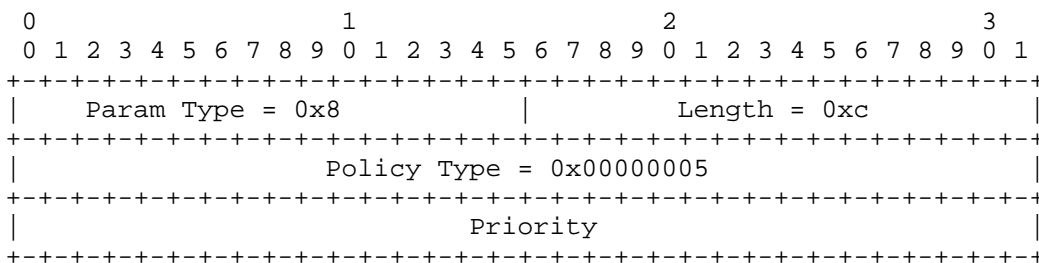 0                   1                   2                   3
 0 1 2 3 4 5 6 7 8 9 0 1 2 3 4 5 6 7 8 9 0 1 2 3 4 5 6 7 8 9 0 1
+-+-+-+-+-+-+-+-+-+-+-+-+-+-+-+-+-+-+-+-+-+-+-+-+-+-+-+-+-+-+-+-+
|    Param Type = 0x8           |         Length = 0xc          |
+-+-+-+-+-+-+-+-+-+-+-+-+-+-+-+-+-+-+-+-+-+-+-+-+-+-+-+-+-+-+-+-+
|                   Policy Type = 0x00000005                    |
+-+-+-+-+-+-+-+-+-+-+-+-+-+-+-+-+-+-+-+-+-+-+-+-+-+-+-+-+-+-+-+-+
|                            Priority                           |
+-+-+-+-+-+-+-+-+-+-+-+-+-+-+-+-+-+-+-+-+-+-+-+-+-+-+-+-+-+-+-+-+